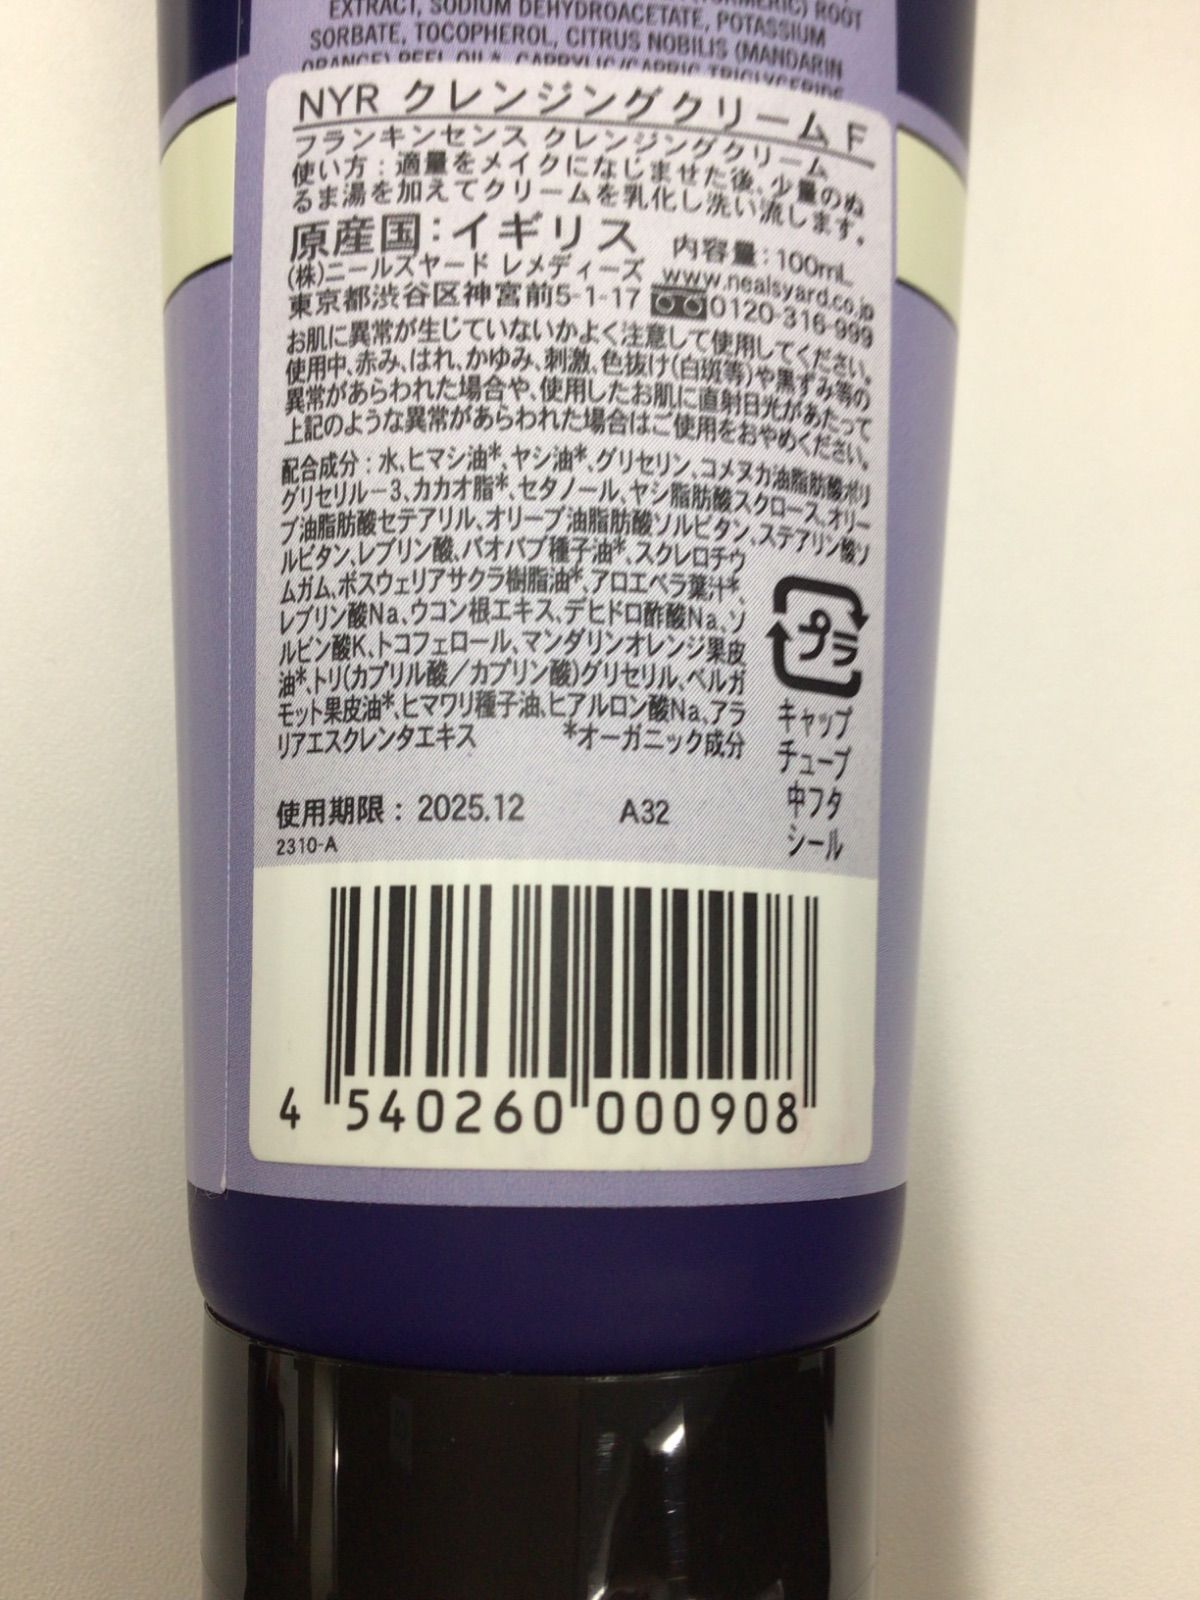 (TURMERIC) ROOT
EXTRACT, SODIUM DEHYDROACETATE, POTASSIUM
SORBATE, TOCOPHEROL, CITRUS NOBILIS (MANDARIN
ORANGE) PEEL OIL*, CAPRYLIC/CAPRIC TRIGLYCERIDE
NYR クレンジングクリーム F
フランキンセンス クレンジングクリーム
使い方：適量をメイクになじませた後、少量のぬ
るま湯を加えてクリームを乳化し洗い流します。
原産国：イギリス 内容量：100mL
(株)ニールズヤード レメディーズ www.nealsyard.co.jp
東京都渋谷区神宮前5-1-17 0120-316-999
お肌に異常が生じていないかよく注意して使用してください。
使用中、赤み、はれ、かゆみ、刺激、色抜け(白斑等)や黒ずみ等の
異常があらわれた場合や、使用したお肌に直射日光があたって
上記のような異常があらわれた場合はご使用をおやめください。
配合成分：水、ヒマシ油*、ヤシ油*、グリセリン、コメヌカ油脂肪酸ポリ
グリセリル-3、カカオ脂*、セタノール、ヤシ脂肪酸スクロース、オリー
ブ油脂肪酸セテアリル、オリーブ油脂肪酸ソルビタン、ステアリン酸ソ
ルビタン、レブリン酸、バオバブ種子油*、スクレロチウ
ムガム、ボスウェリアサクラ樹脂油*、アロエベラ葉汁*、
レブリン酸Na、ウコン根エキス、デヒドロ酢酸Na、ソ
ルビン酸K、トコフェロール、マンダリンオレンジ果皮
油*、トリ(カプリル酸／カプリン酸)グリセリル、ベルガ
モット果皮油*、ヒマワリ種子油、ヒアルロン酸Na、アラ
リアエスクレンタエキス *オーガニック成分
プラ
キャップ
チューブ
中フタ
シール
使用期限：2025.12 A32
2310-A
4 540260 000908